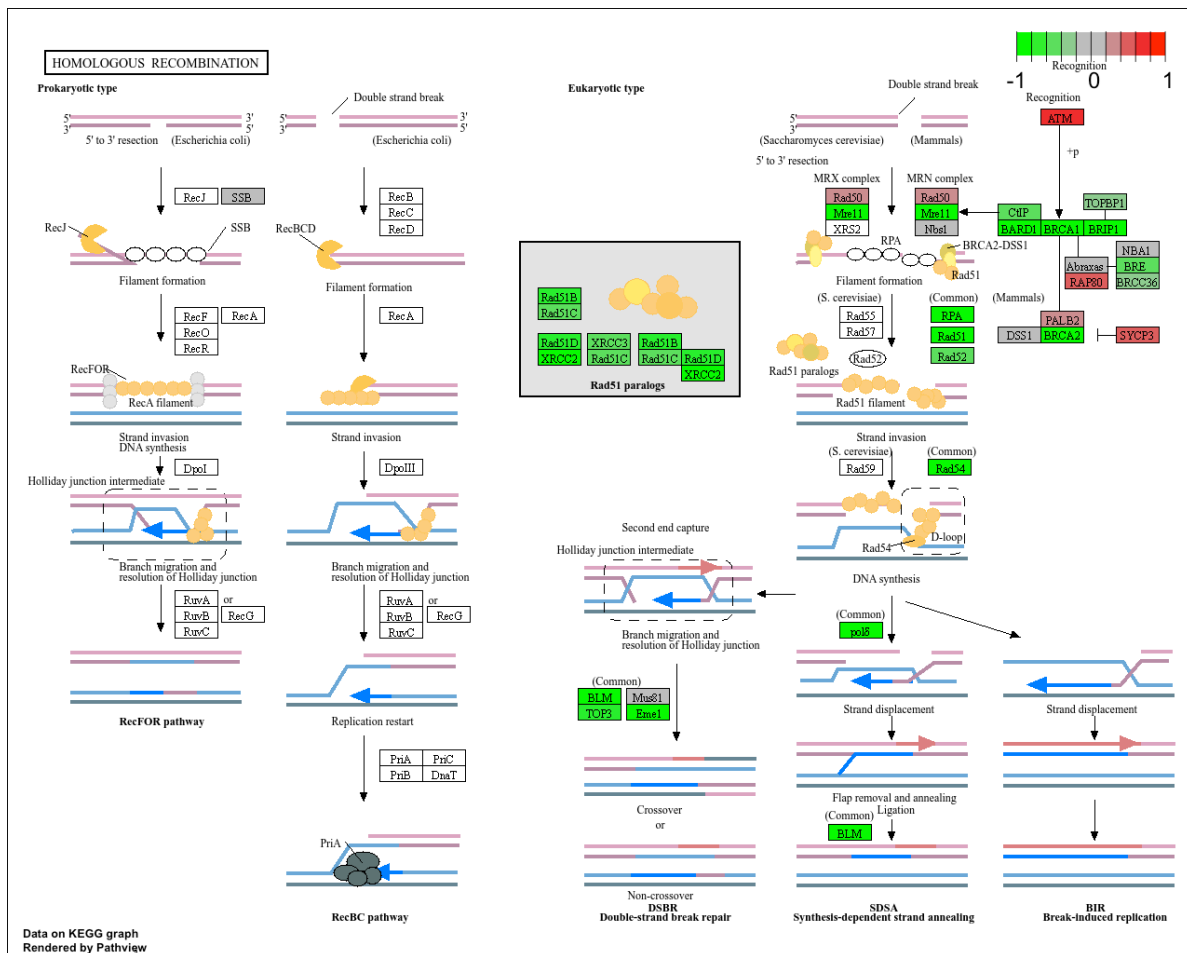 HOMOLOGOUS RECOMBINATION
Recognition
-1 0 1
Prokaryotic type
Double strand break
5' 3'
3' 5'
5' to 3' resection (Escherichia coli)
5' 3'
3' 5'
(Escherichia coli)
RecJ SSB
RecB
RecC
RecD
RecJ SSB
RecBCD
Filament formation
Filament formation
RecF RecA
RecO
RecR
RecA
RecFOR
RecA filament
Strand invasion
DNA synthesis
Strand invasion
DpoI
DpoIII
Holliday junction intermediate
Branch migration and
resolution of Holliday junction
Branch migration and
resolution of Holliday junction
RuvA or
RuvB RecG
RuvC
RuvA or
RuvB RecG
RuvC
RecFOR pathway
Replication restart
PriA PriC
PriB DnaT
PriA
RecBC pathway
Eukaryotic type
Double strand break
5'
3'
(Saccharomyces cerevisiae) (Mammals)
5' to 3' resection
Recognition
ATM
+p
MRX complex
Rad50
Mre11
XRS2
MRN complex
Rad50
Mre11
Nbs1
CtIP
TOPBP1
BARD1 BRCA1 BRIP1
RPA
BRCA2-DSS1
Rad51
NBA1
Abraxas BRE
RAP80 BRCC36
Filament formation
(S. cerevisiae)
Rad55
Rad57
Rad52
(Common)
RPA
Rad51
Rad52
(Mammals)
PALB2
DSS1 BRCA2
SYCP3
Rad51B
Rad51C
Rad51D XRCC3 Rad51B
XRCC2 Rad51C Rad51C Rad51D
XRCC2
Rad51 paralogs
Rad51 paralogs
Rad51 filament
Strand invasion
(S. cerevisiae) (Common)
Rad59 Rad54
Rad54
D-loop
DNA synthesis
Second end capture
Holliday junction intermediate
Branch migration and
resolution of Holliday junction
(Common)
BLM Mus81
TOP3 Eme1
Crossover
or
Non-crossover
DSBR
Double-strand break repair
(Common)
polδ
Strand displacement
Flap removal and annealing
Ligation
(Common)
BLM
SDSA
Synthesis-dependent strand annealing
Strand displacement
BIR
Break-induced replication
Data on KEGG graph
Rendered by Pathview